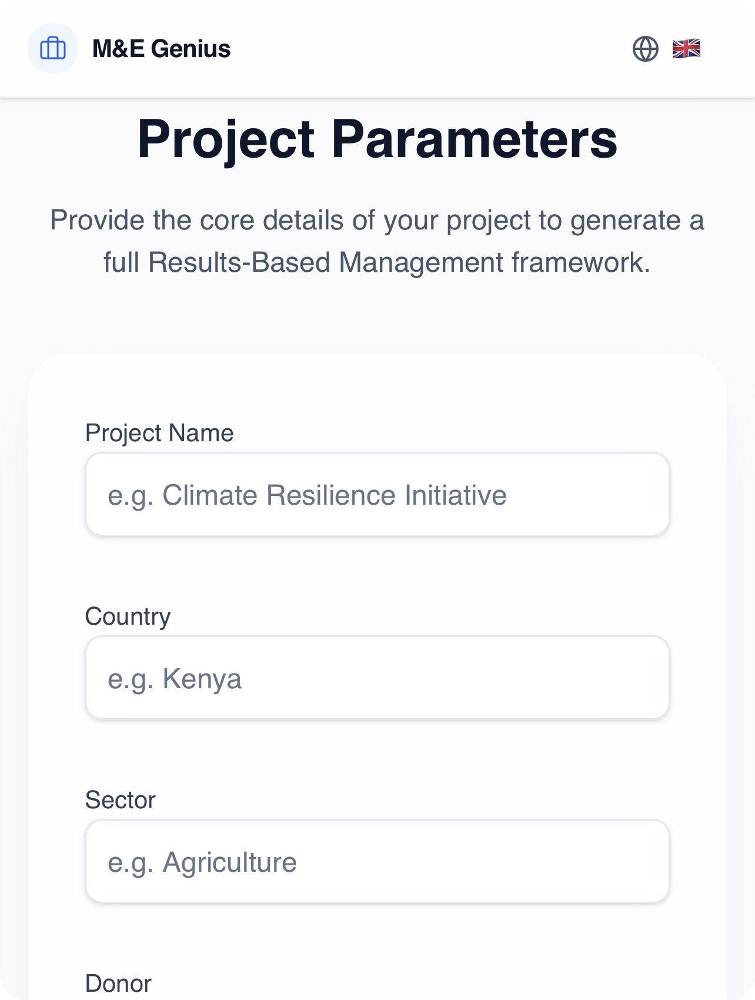 M&E Genius
Project Parameters
Provide the core details of your project to generate a
full Results-Based Management framework.
Project Name
e.g. Climate Resilience Initiative
Country
e.g. Kenya
Sector
e.g. Agriculture
Donor